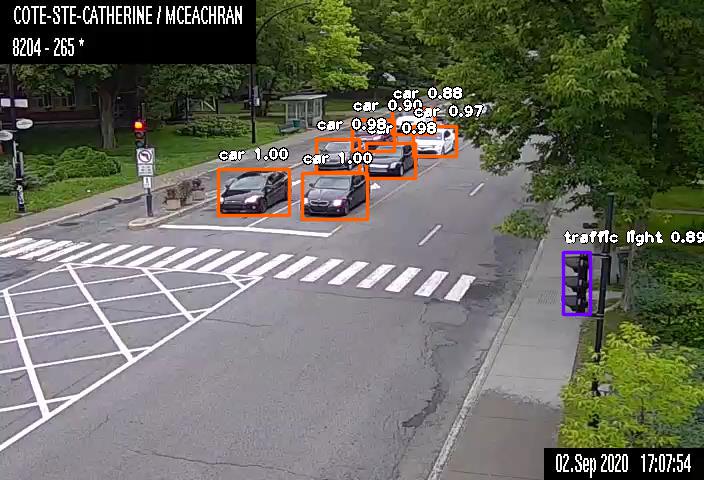 COTE-STE-CATHERINE / MCEACHRAN
8204 - 265 *
car 0.88
car 0.90
car 0.97
car 0.98
car 0.98
car 1.00
car 1.00
traffic light 0.89
02.Sep 2020 17:07:54